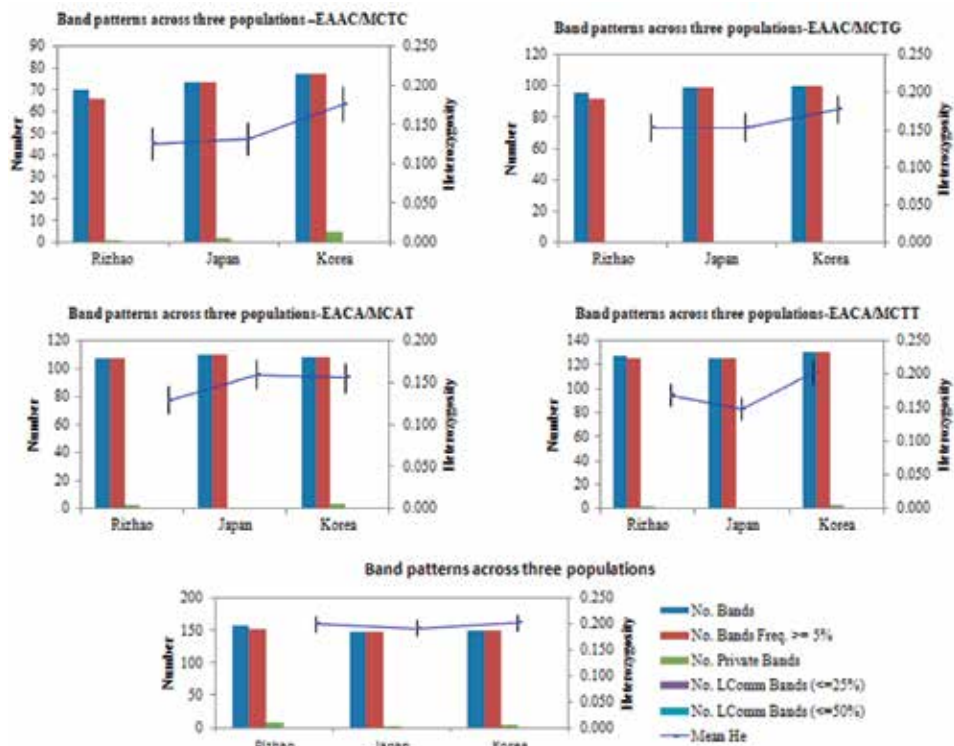 Band patterns across three populations –EAAC/MCTC
90
80
70
60
50
40
30
20
10
0
Number
0.250
0.200
0.150
0.100
0.050
0.000
Heterozygosity
Rizhao Japan Korea
Band patterns across three populations-EAAC/MCTG
120
100
80
60
40
20
0
Number
0.250
0.200
0.150
0.100
0.050
0.000
Heterozygosity
Rizhao Japan Korea
Band patterns across three populations-EACA/MCAT
120
100
80
60
40
20
0
Number
0.200
0.150
0.100
0.050
0.000
Heterozygosity
Rizhao Japan Korea
Band patterns across three populations-EACA/MCTT
140
120
100
80
60
40
20
0
Number
0.250
0.200
0.150
0.100
0.050
0.000
Heterozygosity
Rizhao Japan Korea
Band patterns across three populations
200
150
100
50
0
Number
0.250
0.200
0.150
0.100
0.050
0.000
Heterozygosity
Rizhao Japan Korea
No. Bands
No. Bands Freq. >= 5%
No. Private Bands
No. LComm Bands (<=25%)
No. LComm Bands (<=50%)
Mean He